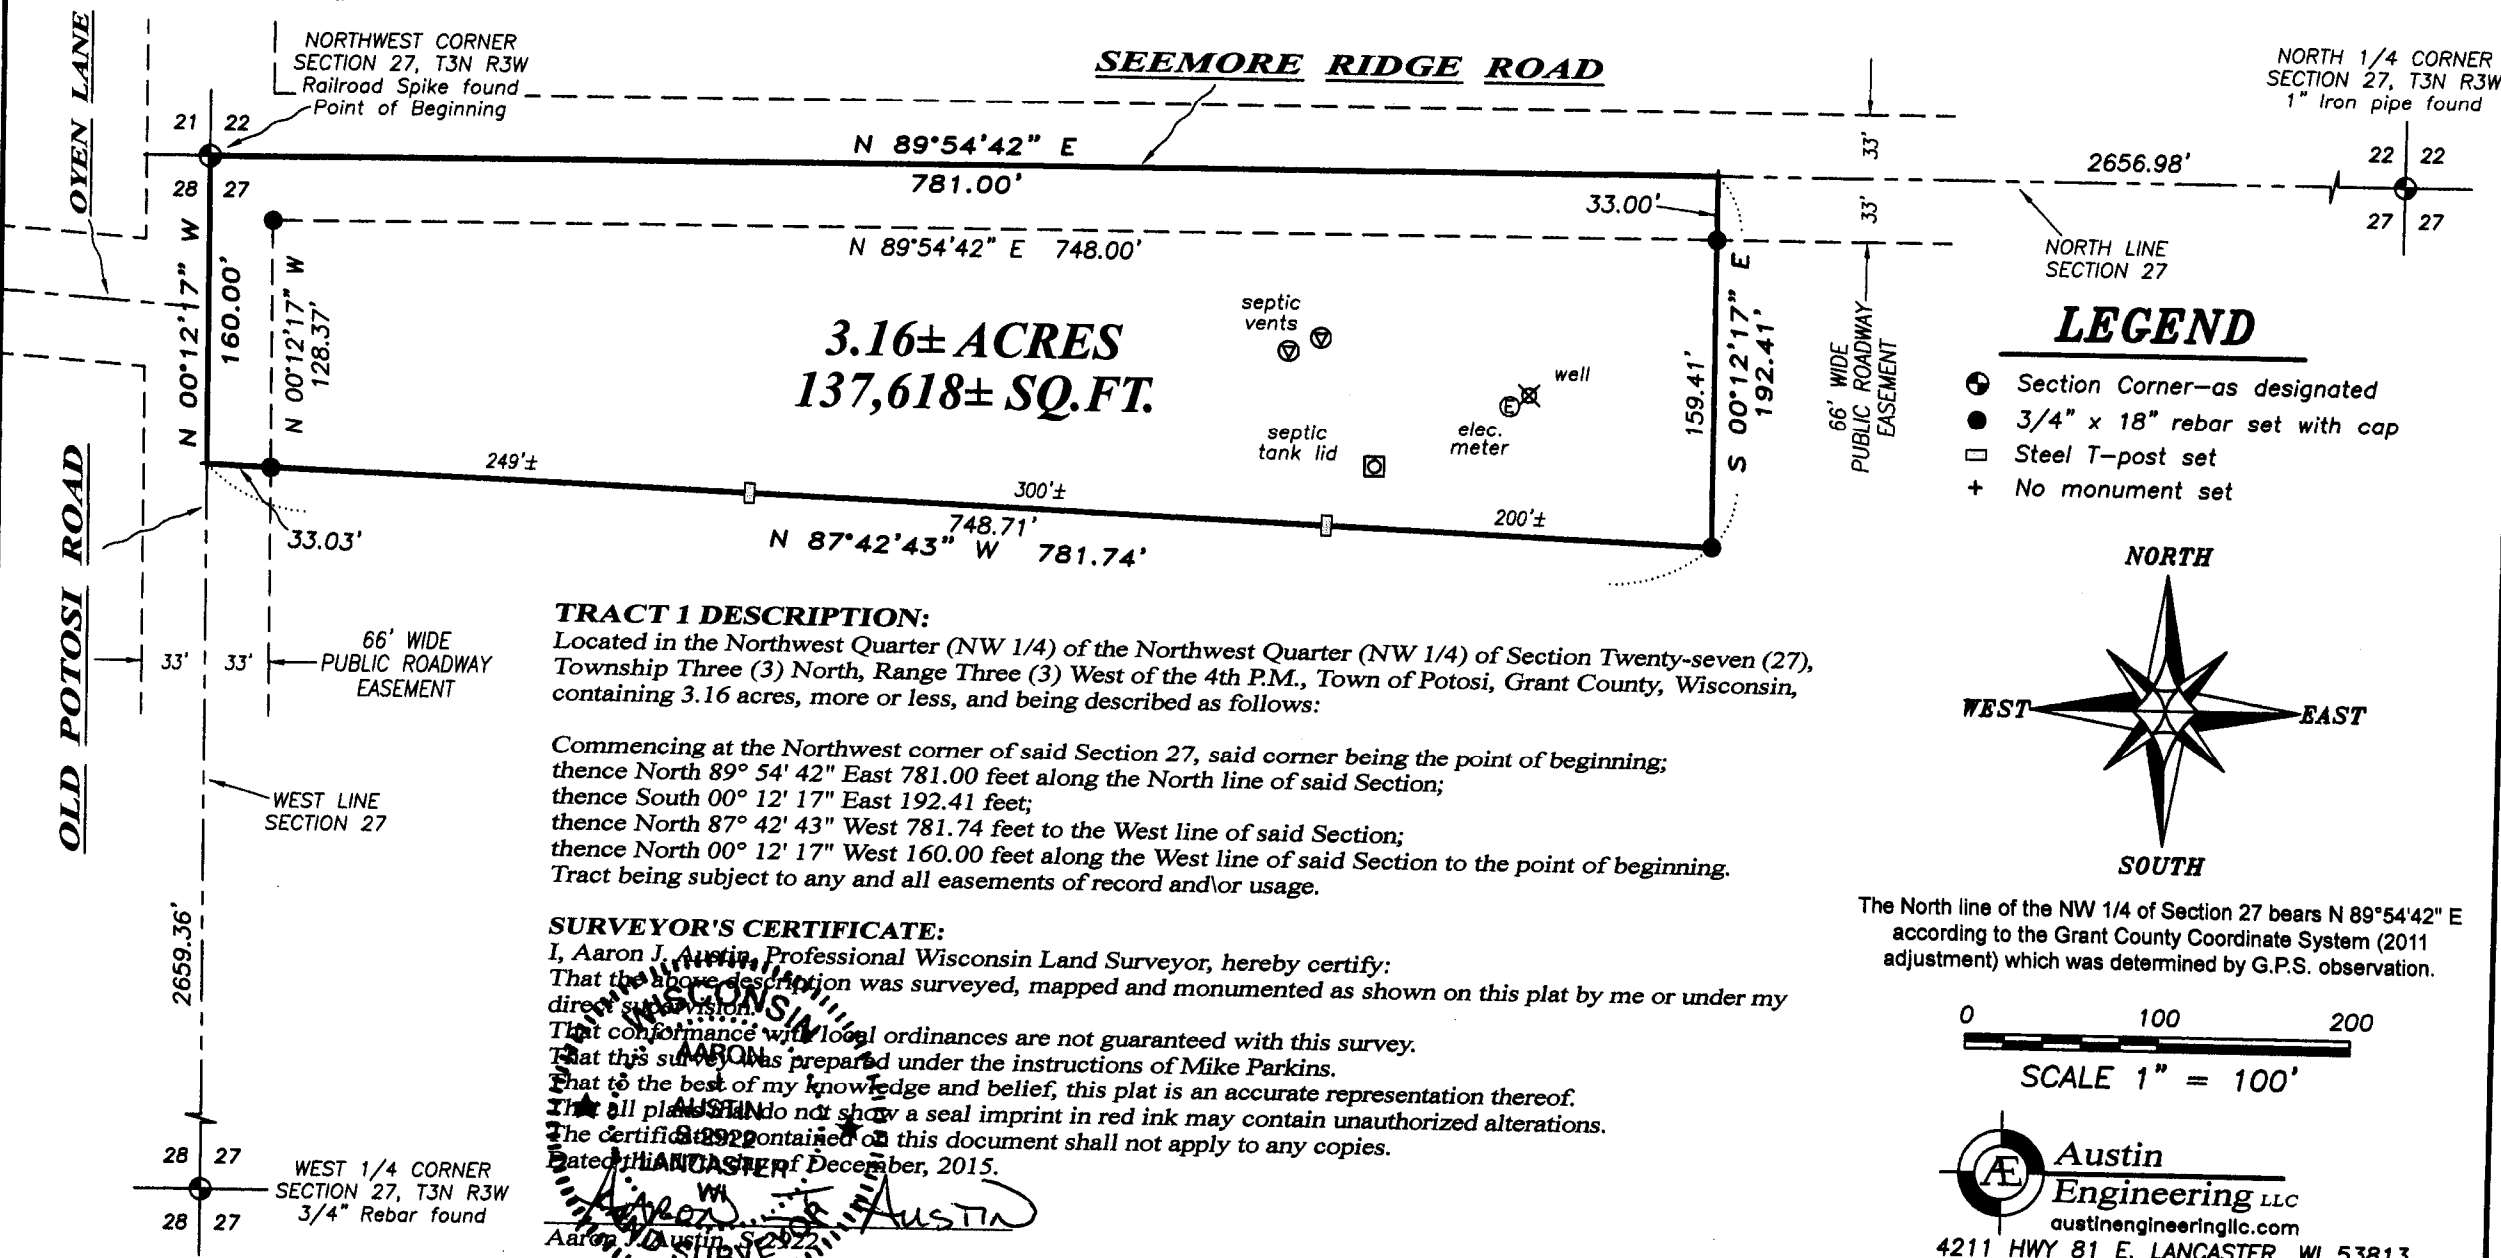 OYEN LANE
NORTHWEST CORNER
SECTION 27, T3N R3W
Railroad Spike found
Point of Beginning
SEEMORE RIDGE ROAD
NORTH 1/4 CORNER
SECTION 27, T3N R3W
1" Iron pipe found
21 22
28 27
N 89°54'42" E
781.00'
33'
33'
2656.98'
22 22
27 27
33.00'
N 89°54'42" E 748.00'
NORTH LINE
SECTION 27
N 00°12'17" W
160.00'
N 00°12'17" W
128.37'
3.16± ACRES
137,618± SQ.FT.
septic
vents
well
septic
tank lid
elec.
meter
159.41'
S 00°12'17" E
192.41'
66' WIDE
PUBLIC ROADWAY
EASEMENT
LEGEND
Section Corner-as designated
3/4" x 18" rebar set with cap
Steel T-post set
No monument set
249'±
300'±
200'±
748.71'
N 87°42'43" W 781.74'
33.03'
OLD POTOSI ROAD
33' 33'
66' WIDE
PUBLIC ROADWAY
EASEMENT
WEST LINE
SECTION 27
2659.36'
28 27
28 27
WEST 1/4 CORNER
SECTION 27, T3N R3W
3/4" Rebar found
TRACT 1 DESCRIPTION:
Located in the Northwest Quarter (NW 1/4) of the Northwest Quarter (NW 1/4) of Section Twenty-seven (27),
Township Three (3) North, Range Three (3) West of the 4th P.M., Town of Potosi, Grant County, Wisconsin,
containing 3.16 acres, more or less, and being described as follows:
Commencing at the Northwest corner of said Section 27, said corner being the point of beginning;
thence North 89° 54' 42" East 781.00 feet along the North line of said Section;
thence South 00° 12' 17" East 192.41 feet;
thence North 87° 42' 43" West 781.74 feet to the West line of said Section;
thence North 00° 12' 17" West 160.00 feet along the West line of said Section to the point of beginning.
Tract being subject to any and all easements of record and\or usage.
SURVEYOR'S CERTIFICATE:
I, Aaron J. Austin, Professional Wisconsin Land Surveyor, hereby certify:
That the above description was surveyed, mapped and monumented as shown on this plat by me or under my
direct supervision.
That conformance with local ordinances are not guaranteed with this survey.
That this survey was prepared under the instructions of Mike Parkins.
That to the best of my knowledge and belief, this plat is an accurate representation thereof.
That all plats that do not show a seal imprint in red ink may contain unauthorized alterations.
The certification contained on this document shall not apply to any copies.
Dated this day of December, 2015.
Aaron J Austin
Aaron J. Austin, S-2922
WISCONSIN
AARON
J.
AUSTIN
S-2922
LANCASTER
WI
LAND SURVEYOR
NORTH
WEST
EAST
SOUTH
The North line of the NW 1/4 of Section 27 bears N 89°54'42" E
according to the Grant County Coordinate System (2011
adjustment) which was determined by G.P.S. observation.
0 100 200
SCALE 1" = 100'
AE
Austin
Engineering LLC
austinengineeringllc.com
4211 HWY 81 E, LANCASTER, WI 53813